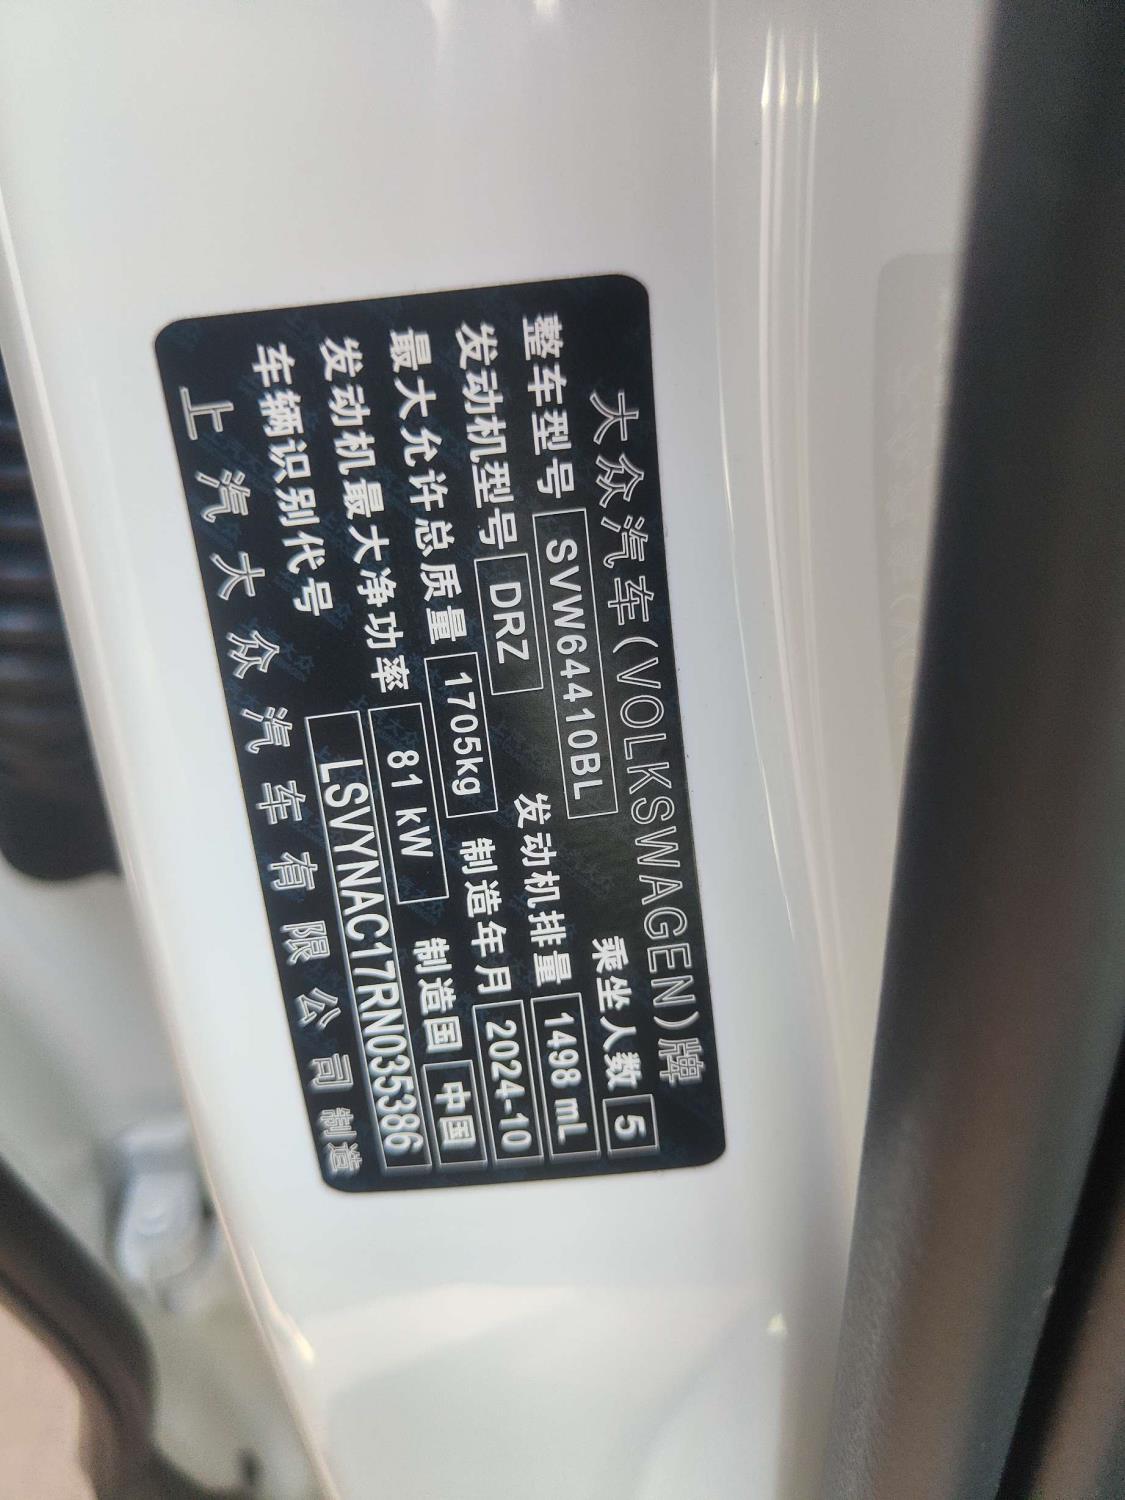 大众汽车(VOLKSWAGEN)牌
整车型号 SVW64410BL 乘坐人数 5
发动机型号 DRZ 发动机排量 1498 mL
最大允许总质量 1705kg 制造年月 2024-10
发动机最大净功率 81 kW 制造国 中国
车辆识别代号 LSVYNAC17RN035386
上汽大众汽车有限公司制造